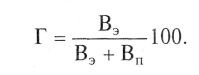 Г = Вэ / (Вэ + Вп) 100.